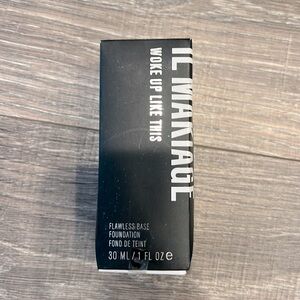 IL MAKIAGE
WOKE UP LIKE THIS
FLAWLESS BASE
FOUNDATION
FOND DE TEINT
30 ML / 1 FL OZ e